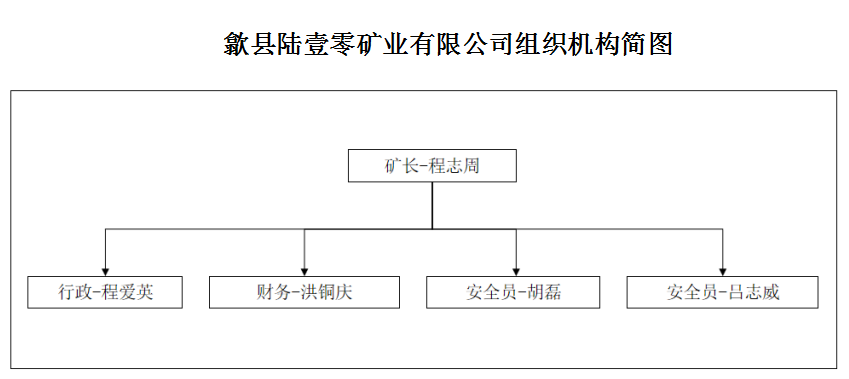 歙县陆壹零矿业有限公司组织机构简图
矿长-程志周
行政-程爱英
财务-洪铜庆
安全员-胡磊
安全员-吕志威